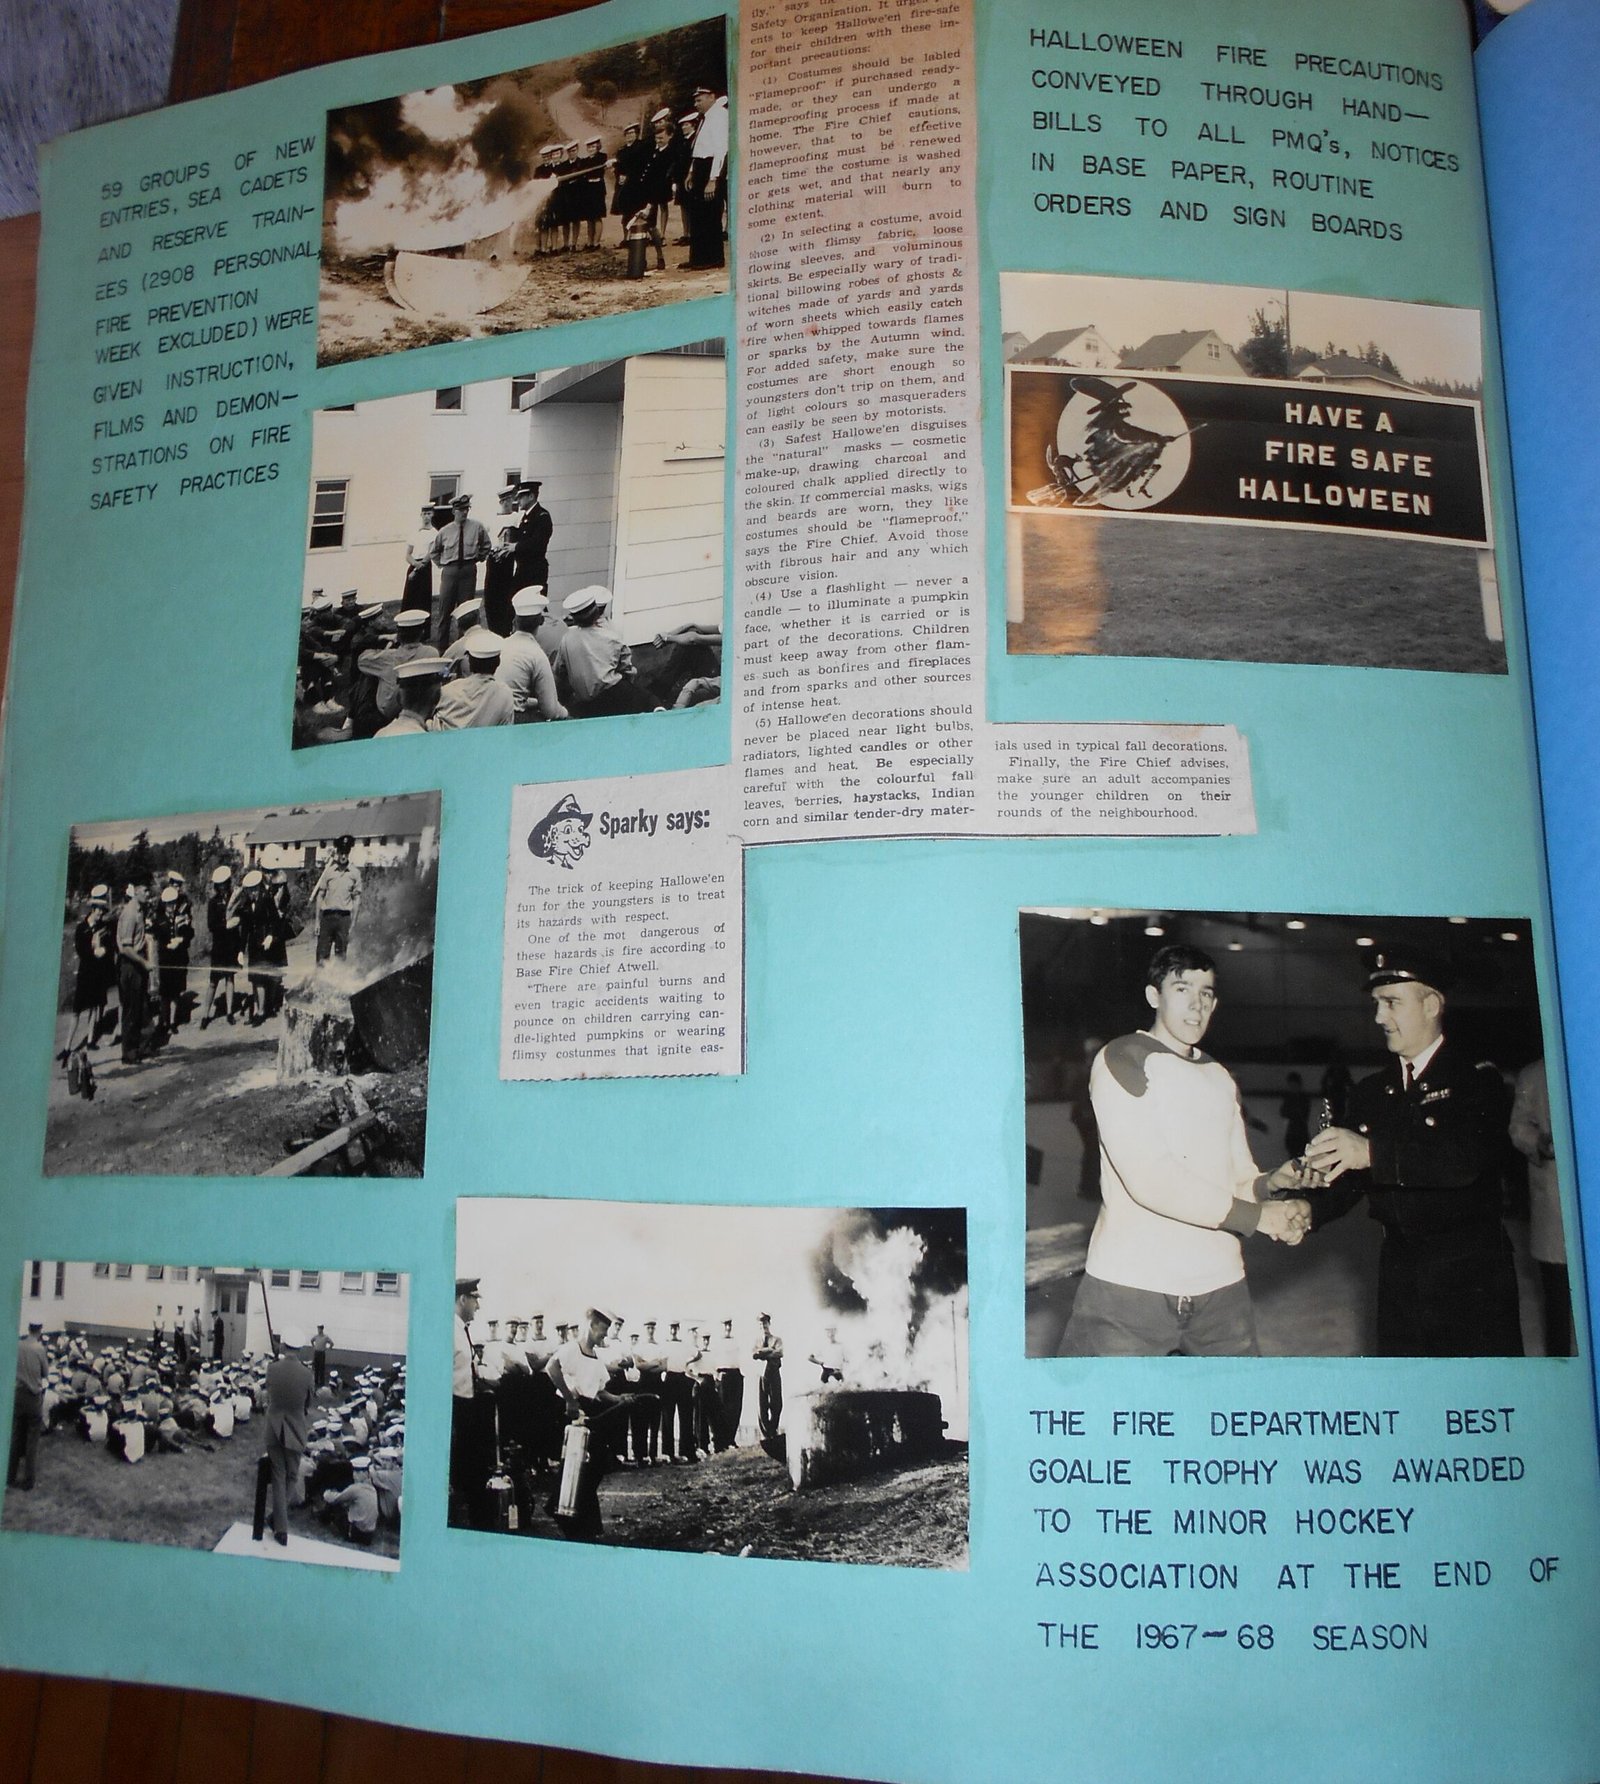 59 GROUPS OF NEW
ENTRIES, SEA CADETS
AND RESERVE TRAIN-
EES (2908 PERSONNAL,
FIRE PREVENTION
WEEK EXCLUDED) WERE
GIVEN INSTRUCTION,
FILMS AND DEMON-
STRATIONS ON FIRE
SAFETY PRACTICES
Sparky says:
The trick of keeping Hallowe'en
fun for the youngsters is to treat
its hazards with respect.
One of the mot dangerous of
these hazards is fire according to
Base Fire Chief Atwell.
"There are painful burns and
even tragic accidents waiting to
pounce on children carrying can-
dle-lighted pumpkins or wearing
flimsy costunmes that ignite eas-
ily," says the
Safety Organization. It urges
ents to keep Hallowe'en fire-safe
for their children with these im-
portant precautions:
(1) Costumes should be labled
"Flameproof" if purchased ready-
made, or they can undergo a
flameproofing process if made at
home. The Fire Chief cautions,
however, that to be effective
flameproofing must be renewed
each time the costume is washed
or gets wet, and that nearly any
clothing material will burn to
some extent.
(2) In selecting a costume, avoid
those with flimsy fabric, loose
flowing sleeves, and voluminous
skirts. Be especially wary of tradi-
tional billowing robes of ghosts &
witches made of yards and yards
of worn sheets which easily catch
fire when whipped towards flames
or sparks by the Autumn wind.
For added safety, make sure the
costumes are short enough so
youngsters don't trip on them, and
of light colours so masqueraders
can easily be seen by motorists.
(3) Safest Hallowe'en disguises
the "natural" masks — cosmetic
make-up, drawing charcoal and
coloured chalk applied directly to
the skin. If commercial masks, wigs
and beards are worn, they like
costumes should be "flameproof,"
says the Fire Chief. Avoid those
with fibrous hair and any which
obscure vision.
(4) Use a flashlight — never a
candle — to illuminate a pumpkin
face, whether it is carried or is
part of the decorations. Children
must keep away from other flam-
es such as bonfires and fireplaces
and from sparks and other sources
of intense heat.
(5) Hallowe'en decorations should
never be placed near light bulbs,
radiators, lighted candles or other
flames and heat. Be especially
careful with the colourful fall
leaves, berries, haystacks, Indian
corn and similar tender-dry mater-
ials used in typical fall decorations.
Finally, the Fire Chief advises,
make sure an adult accompanies
the younger children on their
rounds of the neighbourhood.
HALLOWEEN FIRE PRECAUTIONS
CONVEYED THROUGH HAND-
BILLS TO ALL PMQ's, NOTICES
IN BASE PAPER, ROUTINE
ORDERS AND SIGN BOARDS
HAVE A
FIRE SAFE
HALLOWEEN
THE FIRE DEPARTMENT BEST
GOALIE TROPHY WAS AWARDED
TO THE MINOR HOCKEY
ASSOCIATION AT THE END OF
THE 1967-68 SEASON